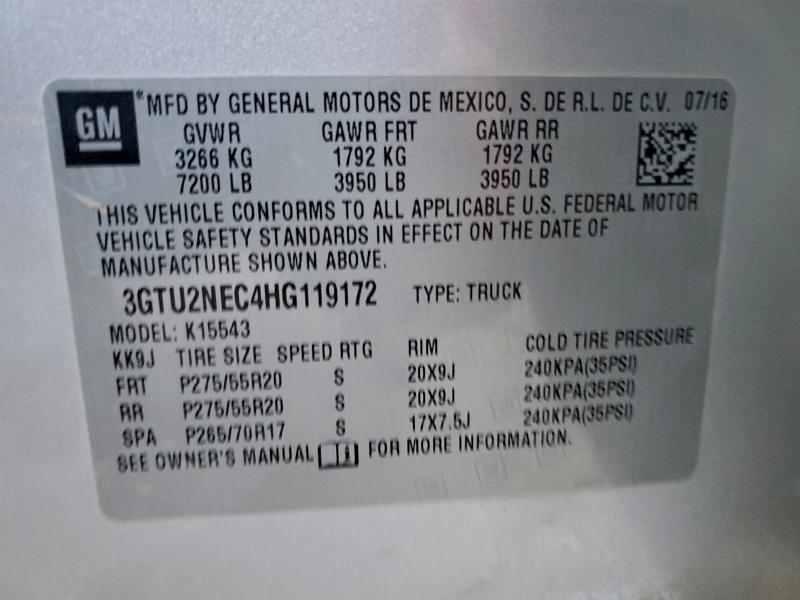 GM
*MFD BY GENERAL MOTORS DE MEXICO, S. DE R.L. DE C.V. 07/16
GVWR GAWR FRT GAWR RR
3266 KG 1792 KG 1792 KG
7200 LB 3950 LB 3950 LB
THIS VEHICLE CONFORMS TO ALL APPLICABLE U.S. FEDERAL MOTOR
VEHICLE SAFETY STANDARDS IN EFFECT ON THE DATE OF
MANUFACTURE SHOWN ABOVE.
3GTU2NEC4HG119172 TYPE: TRUCK
MODEL: K15543
KK9J TIRE SIZE SPEED RTG RIM COLD TIRE PRESSURE
FRT P275/55R20 S 20X9J 240KPA(35PSI)
RR P275/55R20 S 20X9J 240KPA(35PSI)
SPA P265/70R17 S 17X7.5J 240KPA(35PSI)
SEE OWNER'S MANUAL FOR MORE INFORMATION.